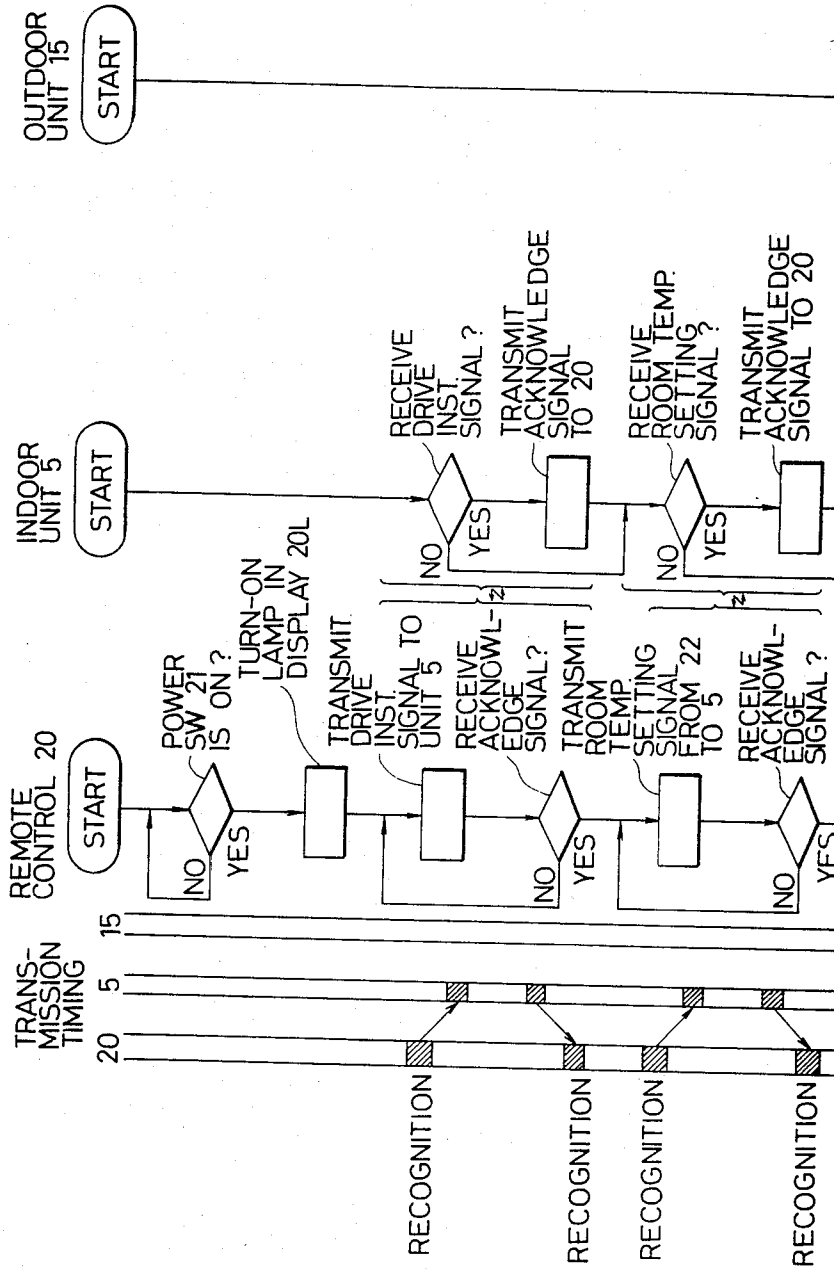 TRANS-
MISSION
TIMING
20
5
15
RECOGNITION
RECOGNITION
RECOGNITION
RECOGNITION
REMOTE
CONTROL 20
START
POWER
SW 21
IS ON ?
NO
YES
TURN-ON
LAMP IN
DISPLAY 20L
TRANSMIT
DRIVE
INST.
SIGNAL TO
UNIT 5
RECEIVE
ACKNOWL-
EDGE
SIGNAL?
NO
YES
TRANSMIT
ROOM
TEMP.
SETTING
SIGNAL
FROM 22
TO 5
RECEIVE
ACKNOWL-
EDGE
SIGNAL ?
NO
YES
INDOOR
UNIT 5
START
RECEIVE
DRIVE
INST.
SIGNAL ?
NO
YES
TRANSMIT
ACKNOWLEDGE
SIGNAL
TO 20
RECEIVE
ROOM TEMP.
SETTING
SIGNAL ?
NO
YES
TRANSMIT
ACKNOWLEDGE
SIGNAL TO 20
OUTDOOR
UNIT 15
START